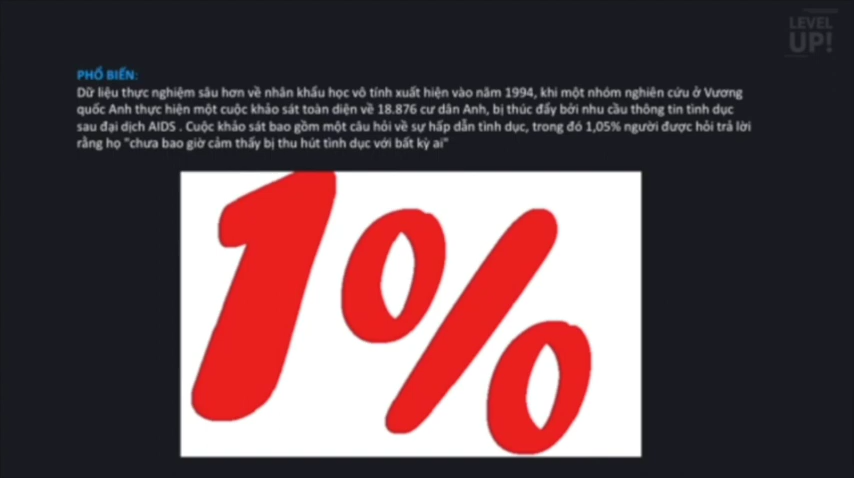 LEVEL
UP!
PHỔ BIẾN:
Dữ liệu thực nghiệm sâu hơn về nhân khẩu học vô tính xuất hiện vào năm 1994, khi một nhóm nghiên cứu ở Vương
quốc Anh thực hiện một cuộc khảo sát toàn diện về 18.876 cư dân Anh, bị thúc đẩy bởi nhu cầu thông tin tình dục
sau đại dịch AIDS . Cuộc khảo sát bao gồm một câu hỏi về sự hấp dẫn tình dục, trong đó 1,05% người được hỏi trả lời
rằng họ "chưa bao giờ cảm thấy bị thu hút tình dục với bất kỳ ai"
1%